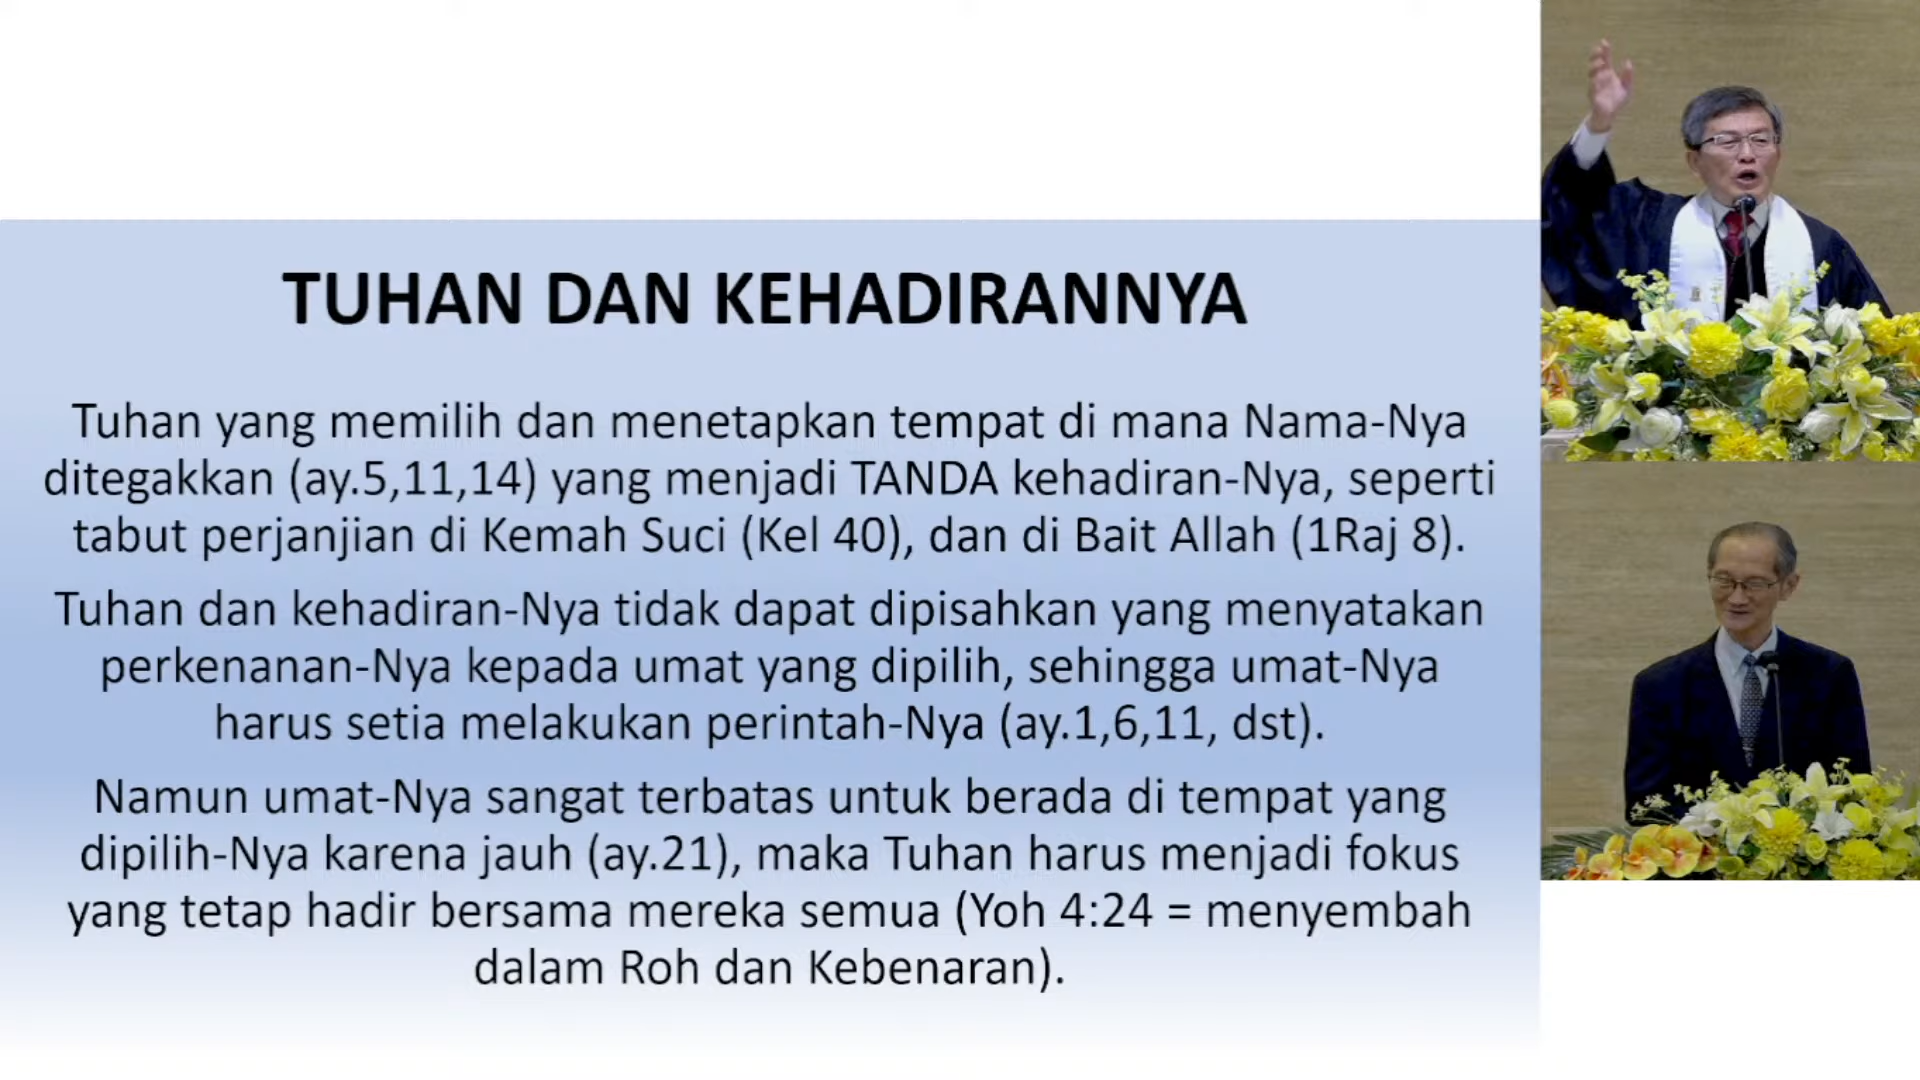 TUHAN DAN KEHADIRANNYA
Tuhan yang memilih dan menetapkan tempat di mana Nama-Nya
ditegakkan (ay.5,11,14) yang menjadi TANDA kehadiran-Nya, seperti
tabut perjanjian di Kemah Suci (Kel 40), dan di Bait Allah (1Raj 8).
Tuhan dan kehadiran-Nya tidak dapat dipisahkan yang menyatakan
perkenanan-Nya kepada umat yang dipilih, sehingga umat-Nya
harus setia melakukan perintah-Nya (ay.1,6,11, dst).
Namun umat-Nya sangat terbatas untuk berada di tempat yang
dipilih-Nya karena jauh (ay.21), maka Tuhan harus menjadi fokus
yang tetap hadir bersama mereka semua (Yoh 4:24 = menyembah
dalam Roh dan Kebenaran).